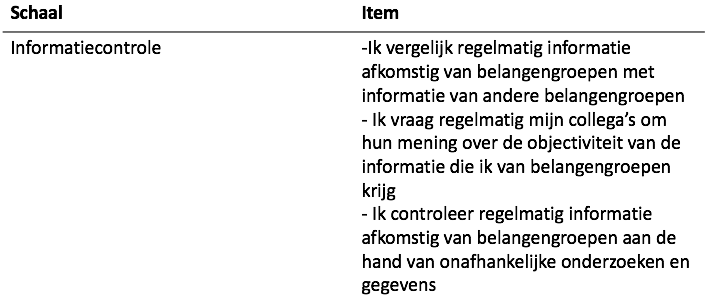 Schaal Item
Informatiecontrole -Ik vergelijk regelmatig informatie
afkomstig van belangengroepen met
informatie van andere belangengroepen
- Ik vraag regelmatig mijn collega's om
hun mening over de objectiviteit van de
informatie die ik van belangengroepen
krijg
- Ik controleer regelmatig informatie
afkomstig van belangengroepen aan de
hand van onafhankelijke onderzoeken en
gegevens